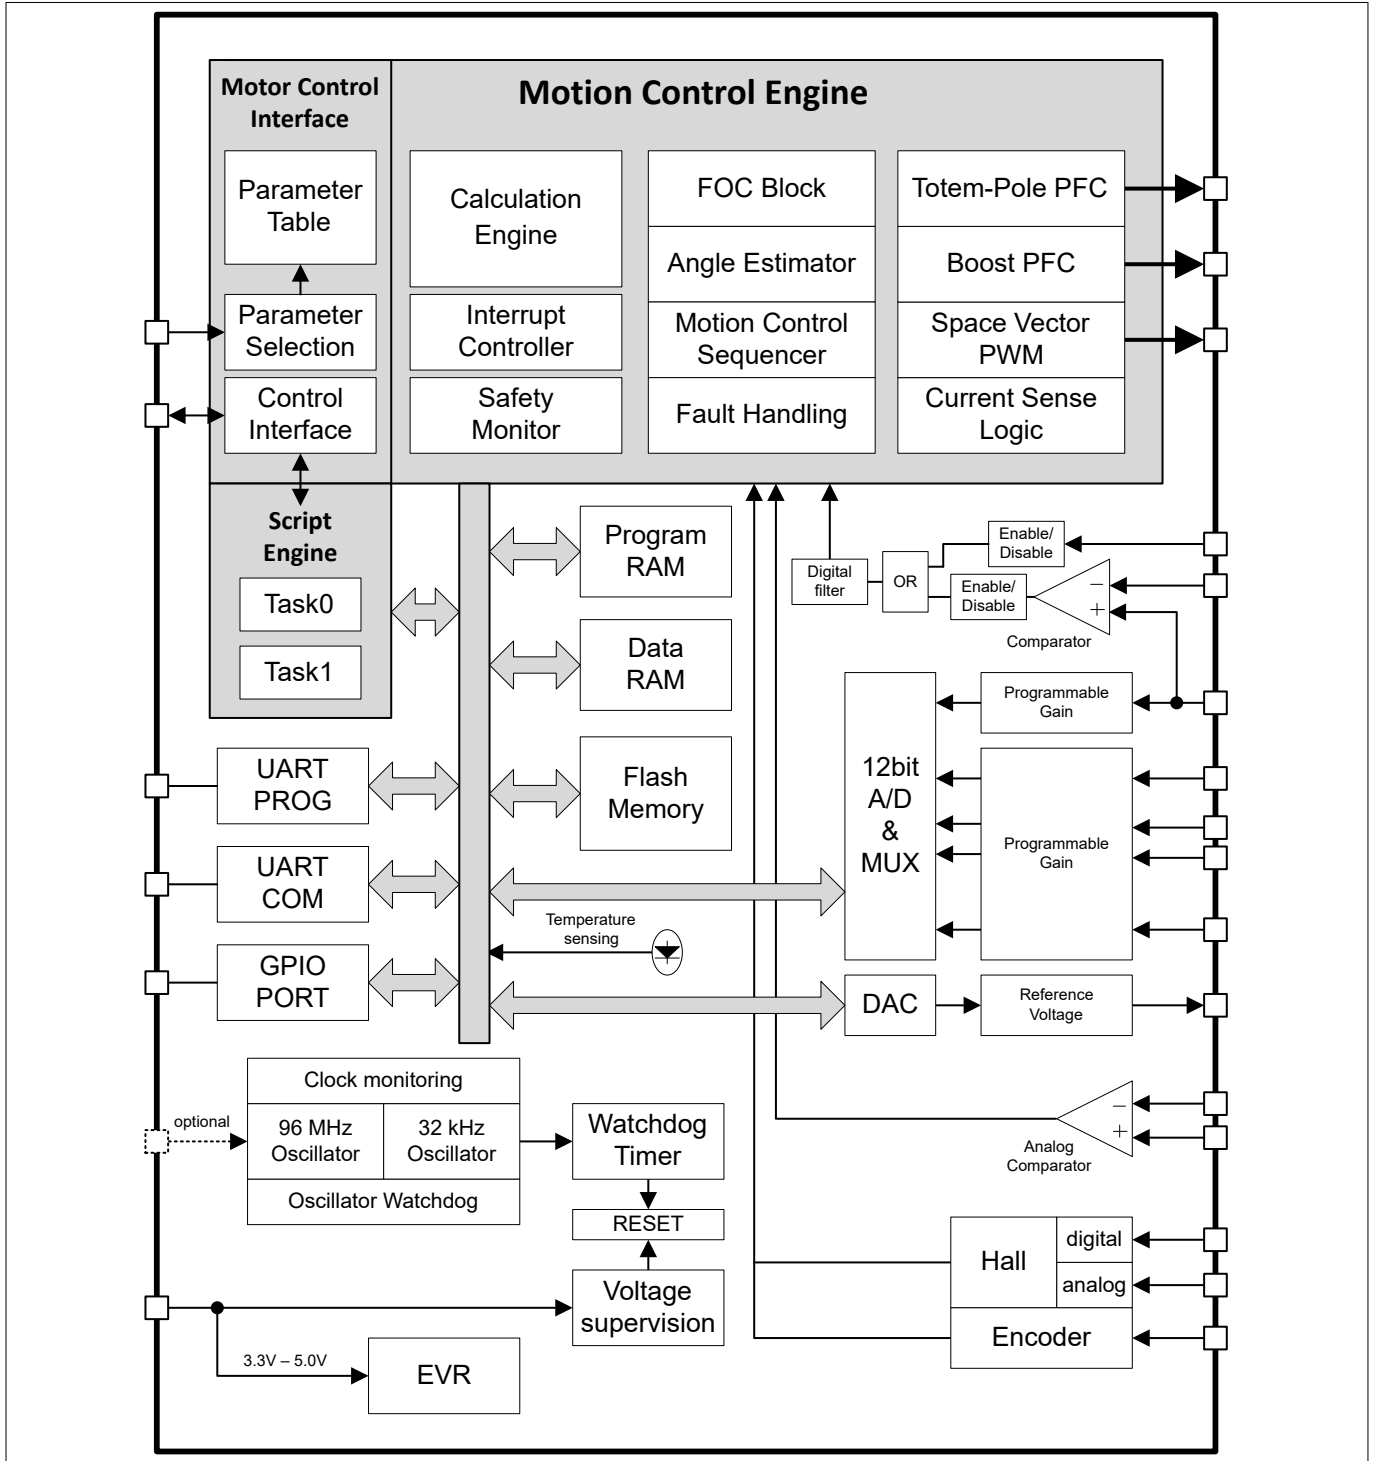 Motor Control
Interface
Motion Control Engine
Parameter
Table
Parameter
Selection
Control
Interface
Calculation
Engine
Interrupt
Controller
Safety
Monitor
FOC Block
Angle Estimator
Motion Control
Sequencer
Fault Handling
Totem-Pole PFC
Boost PFC
Space Vector
PWM
Current Sense
Logic
Script
Engine
Task0
Task1
Program
RAM
Data
RAM
Flash
Memory
Digital
filter
OR
Enable/
Disable
Enable/
Disable
−
+
Comparator
12bit
A/D
&
MUX
Programmable
Gain
Programmable
Gain
UART
PROG
UART
COM
GPIO
PORT
Temperature
sensing
DAC
Reference
Voltage
optional
Clock monitoring
96 MHz
Oscillator
32 kHz
Oscillator
Oscillator Watchdog
Watchdog
Timer
RESET
Voltage
supervision
3.3V – 5.0V
EVR
−
+
Analog
Comparator
Hall
digital
analog
Encoder